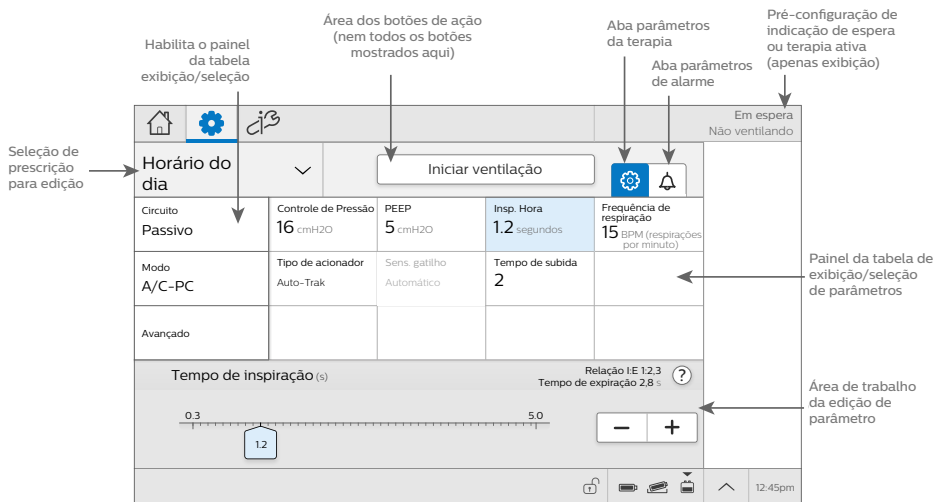 Área dos botões de ação
(nem todos os botões
mostrados aqui)
Habilita o painel
da tabela
exibição/seleção
Aba parâmetros
da terapia
Aba parâmetros
de alarme
Pré-configuração de
indicação de espera
ou terapia ativa
(apenas exibição)
Em espera
Não ventilando
Seleção de
prescrição
para edição
Horário do
dia
Iniciar ventilação
Circuito
Passivo
Controle de Pressão
16 cmH2O
PEEP
5 cmH2O
Insp. Hora
1.2 segundos
Frequência de
respiração
15 BPM (respirações
por minuto)
Modo
A/C-PC
Tipo de acionador
Auto-Trak
Sens. gatilho
Automático
Tempo de subida
2
Painel da tabela de
exibição/seleção
de parâmetros
Avançado
Tempo de inspiração (s)
Relação I:E 1:2,3
Tempo de expiração 2,8 s
?
0.3
5.0
1.2
Área de trabalho
da edição de
parâmetro
12:45pm